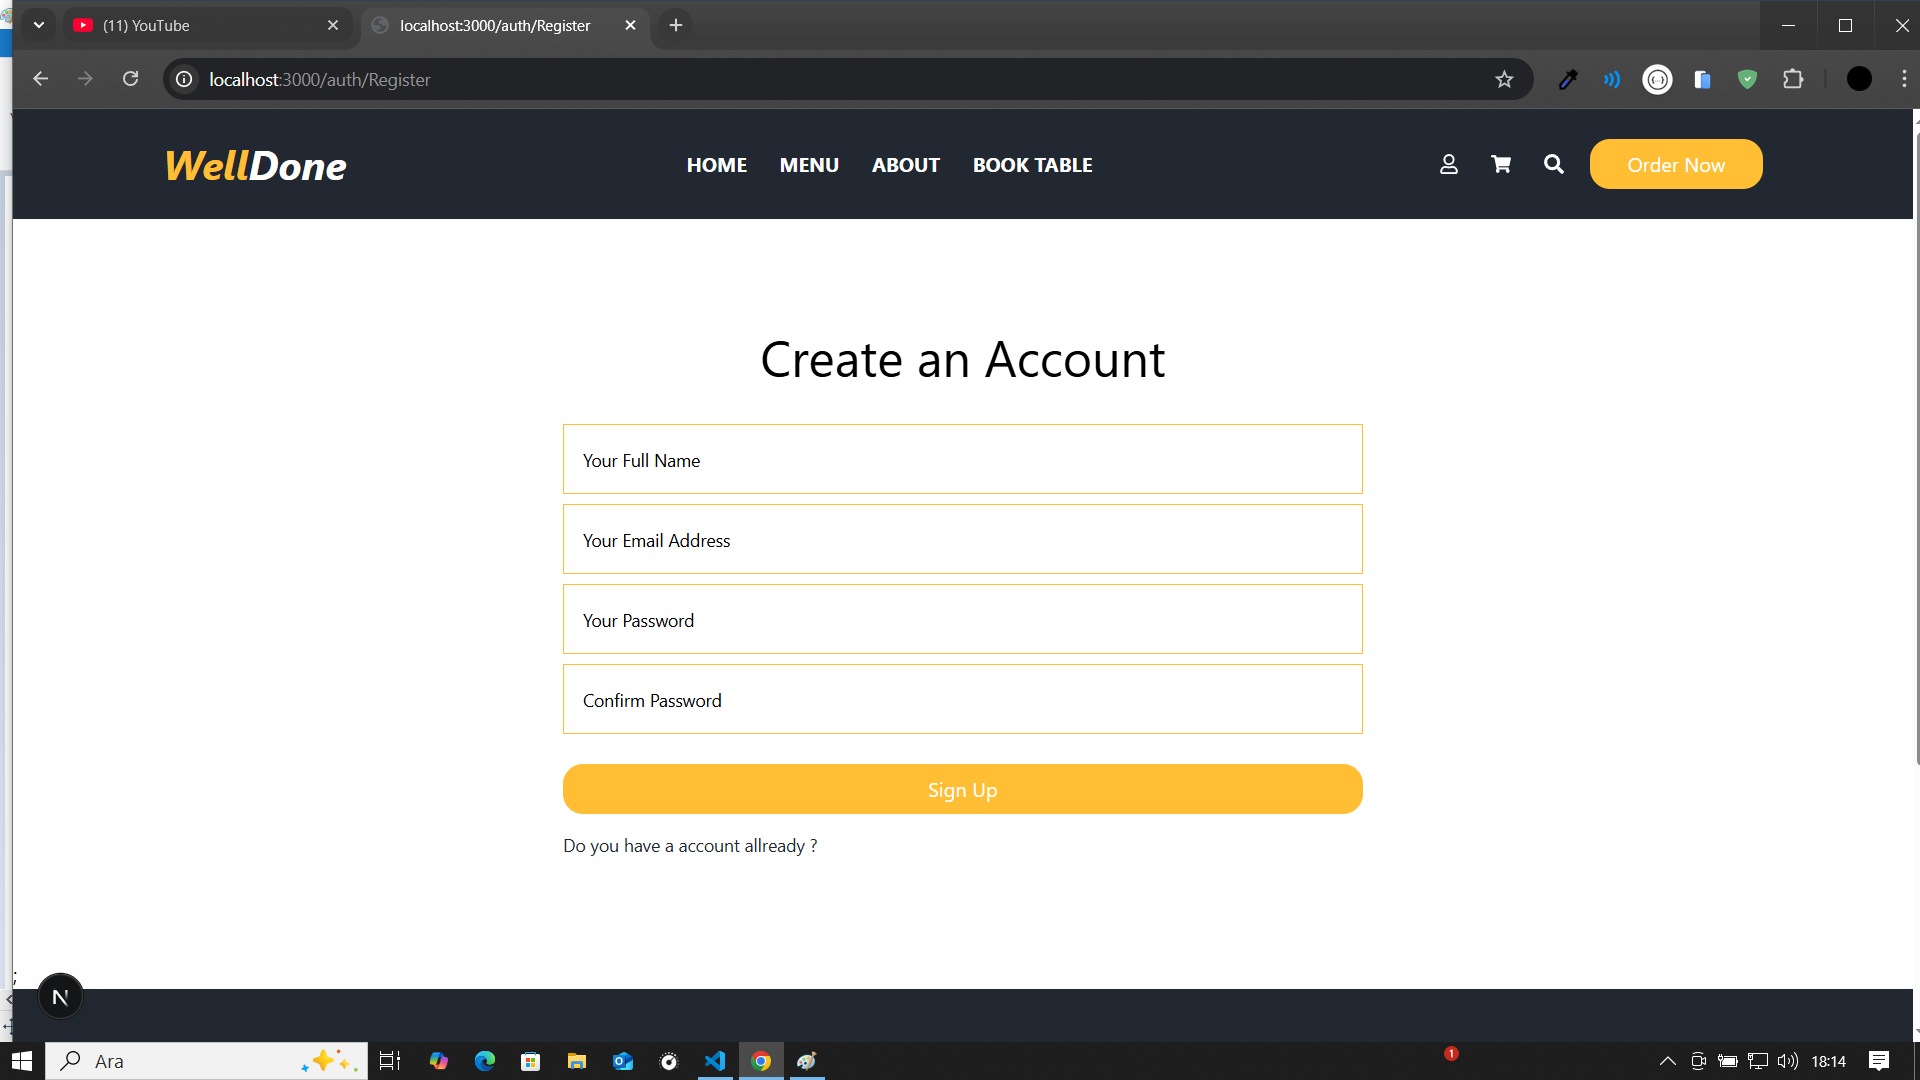 (11) YouTube
localhost:3000/auth/Register
localhost:3000/auth/Register
WellDone
HOME MENU ABOUT BOOK TABLE
Order Now
Create an Account
Your Full Name
Your Email Address
Your Password
Confirm Password
Sign Up
Do you have a account allready ?
;
N
Ara
1
18:14